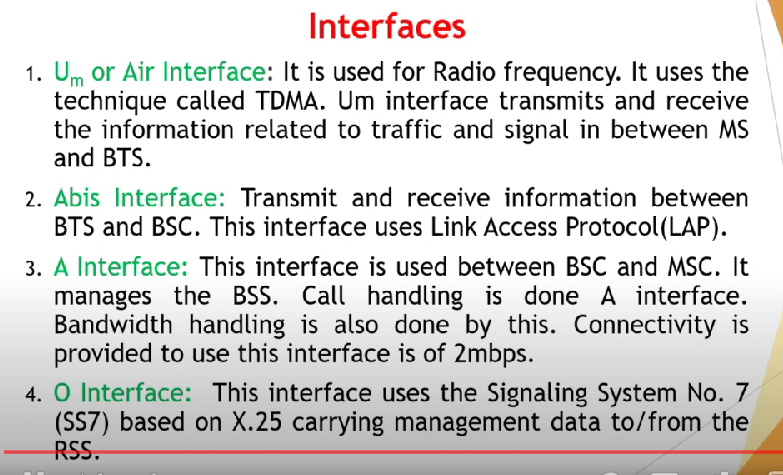 Interfaces
1. Um or Air Interface: It is used for Radio frequency. It uses the
technique called TDMA. Um interface transmits and receive
the information related to traffic and signal in between MS
and BTS.
2. Abis Interface: Transmit and receive information between
BTS and BSC. This interface uses Link Access Protocol(LAP).
3. A Interface: This interface is used between BSC and MSC. It
manages the BSS. Call handling is done A interface.
Bandwidth handling is also done by this. Connectivity is
provided to use this interface is of 2mbps.
4. O Interface: This interface uses the Signaling System No. 7
(SS7) based on X.25 carrying management data to/from the
RSS.